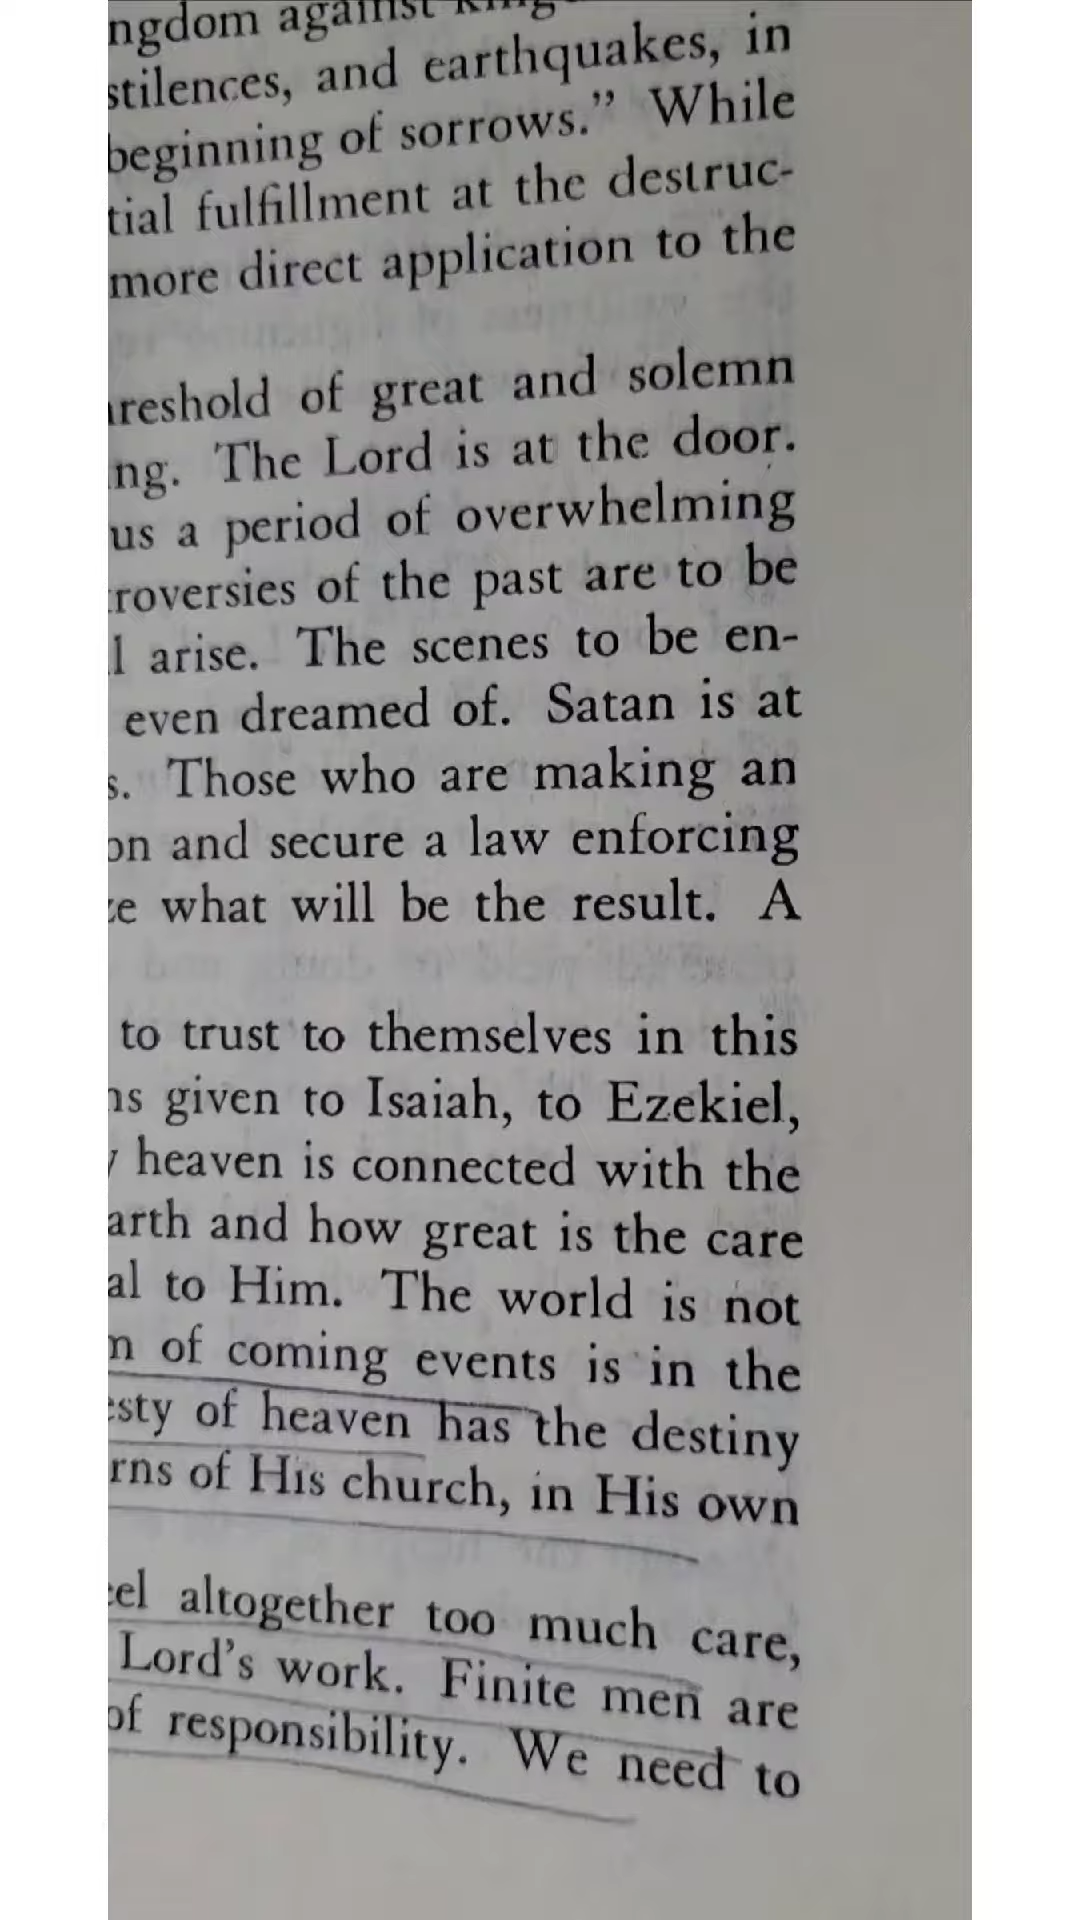 ngdom against king
stilences, and earthquakes, in
beginning of sorrows.” While
tial fulfillment at the destruc-
more direct application to the
reshold of great and solemn
ng. The Lord is at the door.
us a period of overwhelming
roversies of the past are to be
l arise. The scenes to be en-
even dreamed of. Satan is at
s. Those who are making an
on and secure a law enforcing
e what will be the result. A
to trust to themselves in this
ns given to Isaiah, to Ezekiel,
heaven is connected with the
arth and how great is the care
al to Him. The world is not
n of coming events is in the
sty of heaven has the destiny
rns of His church, in His own
el altogether too much care,
Lord’s work. Finite men are
of responsibility. We need to